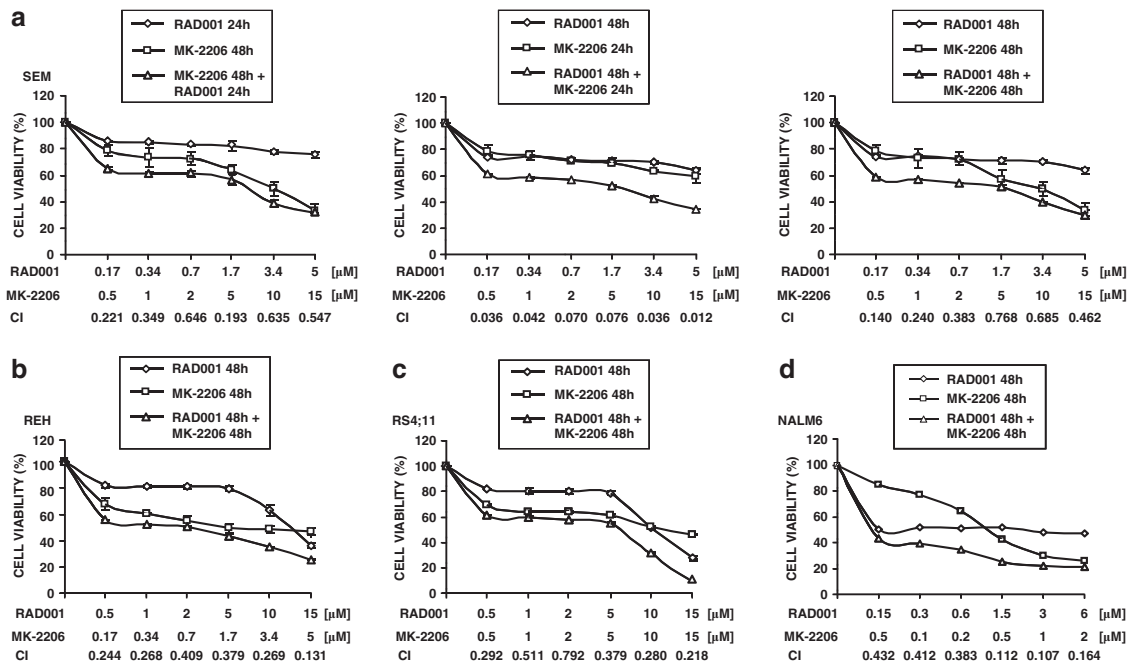 a
RAD001 24h
MK-2206 48h
MK-2206 48h +
RAD001 24h
SEM
CELL VIABILITY (%)
120
100
80
60
40
20
0
RAD001 0.17 0.34 0.7 1.7 3.4 5 [µM]
MK-2206 0.5 1 2 5 10 15 [µM]
CI 0.221 0.349 0.646 0.193 0.635 0.547
RAD001 48h
MK-2206 24h
RAD001 48h +
MK-2206 24h
CELL VIABILITY (%)
120
100
80
60
40
20
0
RAD001 0.17 0.34 0.7 1.7 3.4 5 [µM]
MK-2206 0.5 1 2 5 10 15 [µM]
CI 0.036 0.042 0.070 0.076 0.036 0.012
RAD001 48h
MK-2206 48h
RAD001 48h +
MK-2206 48h
CELL VIABILITY (%)
120
100
80
60
40
20
0
RAD001 0.17 0.34 0.7 1.7 3.4 5 [µM]
MK-2206 0.5 1 2 5 10 15 [µM]
CI 0.140 0.240 0.383 0.768 0.685 0.462
b
RAD001 48h
MK-2206 48h
RAD001 48h +
MK-2206 48h
REH
CELL VIABILITY (%)
120
100
80
60
40
20
0
RAD001 0.5 1 2 5 10 15 [µM]
MK-2206 0.17 0.34 0.7 1.7 3.4 5 [µM]
CI 0.244 0.268 0.409 0.379 0.269 0.131
c
RAD001 48h
MK-2206 48h
RAD001 48h +
MK-2206 48h
RS4;11
CELL VIABILITY (%)
120
100
80
60
40
20
0
RAD001 0.5 1 2 5 10 15 [µM]
MK-2206 0.5 1 2 5 10 15 [µM]
CI 0.292 0.511 0.792 0.379 0.280 0.218
d
RAD001 48h
MK-2206 48h
RAD001 48h +
MK-2206 48h
NALM6
CELL VIABILITY (%)
120
100
80
60
40
20
0
RAD001 0.15 0.3 0.6 1.5 3 6 [µM]
MK-2206 0.5 0.1 0.2 0.5 1 2 [µM]
CI 0.432 0.412 0.383 0.112 0.107 0.164